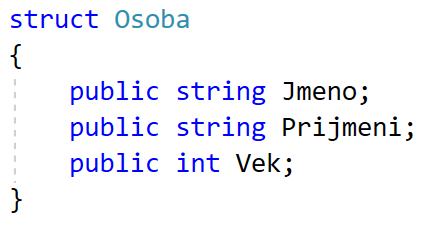 struct Osoba
{
public string Jmeno;
public string Prijmeni;
public int Vek;
}